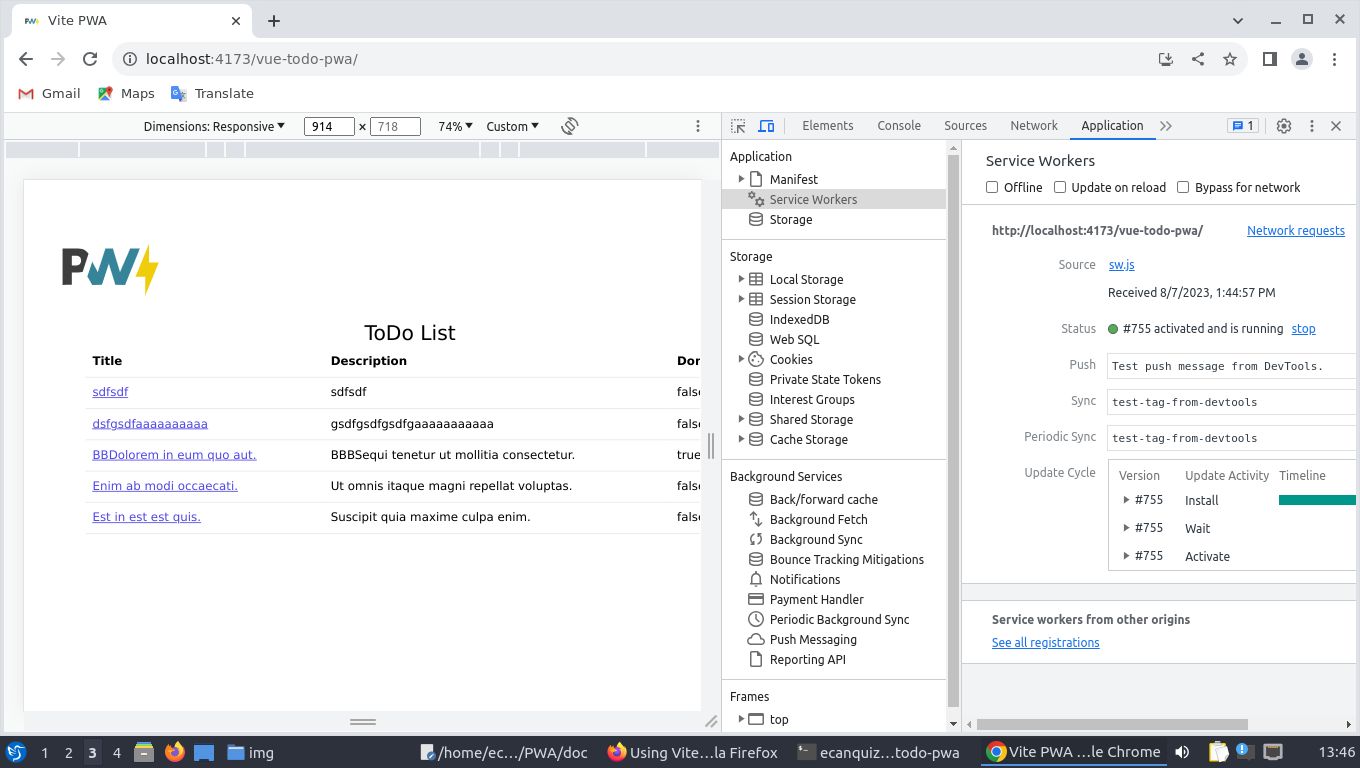 Vite PWA
localhost:4173/vue-todo-pwa/
Gmail Maps Translate
Dimensions: Responsive 914 × 718 74% Custom
Elements Console Sources Network Application 1
PW
ToDo List
Title Description Don
sdfsdf sdfsdf false
dsfgsdfaaaaaaaaaa gsdfgsdfgsdfgaaaaaaaaaaa false
BBDolorem in eum quo aut. BBBSequi tenetur ut mollitia consectetur. true
Enim ab modi occaecati. Ut omnis itaque magni repellat voluptas. false
Est in est est quis. Suscipit quia maxime culpa enim. false
Application
Manifest
Service Workers
Storage
Storage
Local Storage
Session Storage
IndexedDB
Web SQL
Cookies
Private State Tokens
Interest Groups
Shared Storage
Cache Storage
Background Services
Back/forward cache
Background Fetch
Background Sync
Bounce Tracking Mitigations
Notifications
Payment Handler
Periodic Background Sync
Push Messaging
Reporting API
Frames
top
Service Workers
Offline Update on reload Bypass for network
http://localhost:4173/vue-todo-pwa/ Network requests
Source sw.js
Received 8/7/2023, 1:44:57 PM
Status #755 activated and is running stop
Push Test push message from DevTools.
Sync test-tag-from-devtools
Periodic Sync test-tag-from-devtools
Update Cycle Version Update Activity Timeline
#755 Install
#755 Wait
#755 Activate
Service workers from other origins
See all registrations
1 2 3 4 img /home/ec.../PWA/doc Using Vite...la Firefox ecanquiz...todo-pwa Vite PWA ...le Chrome 13:46